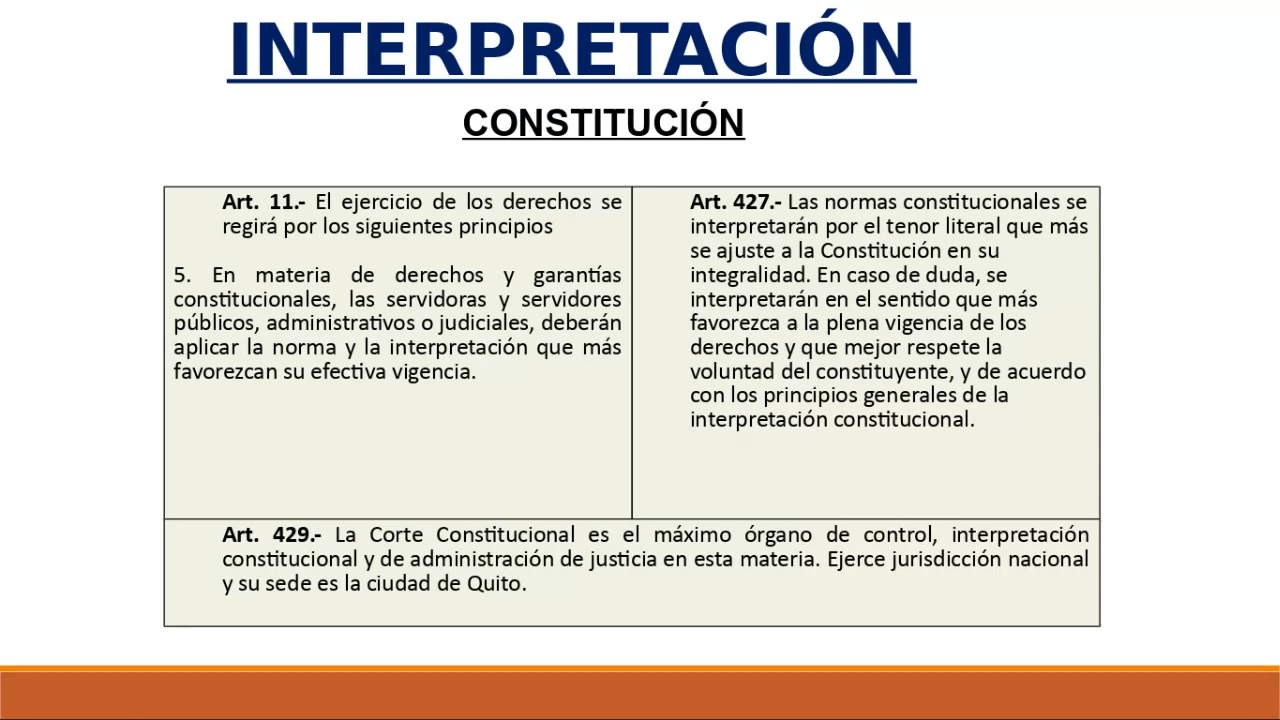 INTERPRETACIÓN
CONSTITUCIÓN
Art. 11.- El ejercicio de los derechos se
regirá por los siguientes principios
5. En materia de derechos y garantías
constitucionales, las servidoras y servidores
públicos, administrativos o judiciales, deberán
aplicar la norma y la interpretación que más
favorezcan su efectiva vigencia.
Art. 427.- Las normas constitucionales se
interpretarán por el tenor literal que más
se ajuste a la Constitución en su
integralidad. En caso de duda, se
interpretarán en el sentido que más
favorezca a la plena vigencia de los
derechos y que mejor respete la
voluntad del constituyente, y de acuerdo
con los principios generales de la
interpretación constitucional.
Art. 429.- La Corte Constitucional es el máximo órgano de control, interpretación
constitucional y de administración de justicia en esta materia. Ejerce jurisdicción nacional
y su sede es la ciudad de Quito.